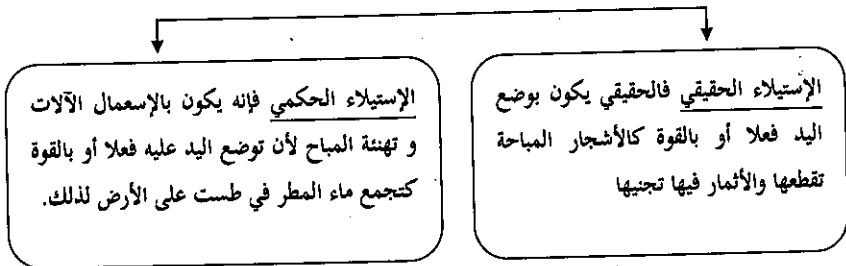 الإستيلاء الحقيقي فالحقيقي يكون بوضع
اليد فعلا أو بالقوة كالأشجار المباحة
تقطعها والأثمار فيها تجنيها
الإستيلاء الحكمي فإنه يكون بالإسعمال الآلات
و تهنئة المباح لأن توضع اليد عليه فعلا أو بالقوة
كتجمع ماء المطر في طست على الأرض لذلك.